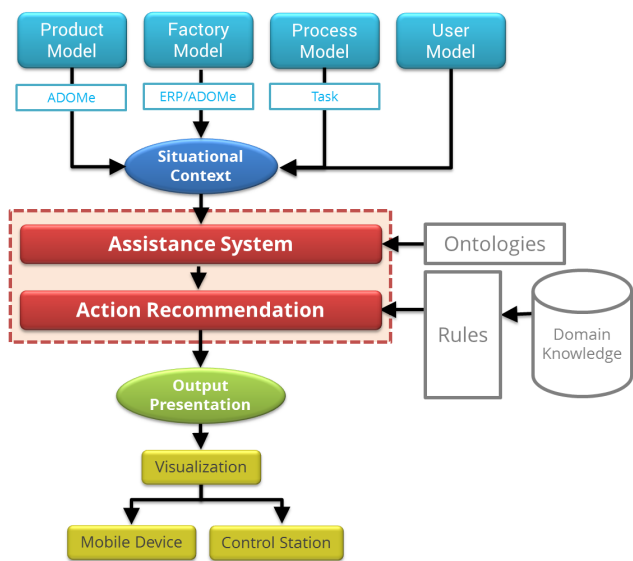 Product
Model
Factory
Model
Process
Model
User
Model
ADOMe
ERP/ADOMe
Task
Situational
Context
Assistance System
Ontologies
Action Recommendation
Rules
Domain
Knowledge
Output
Presentation
Visualization
Mobile Device
Control Station